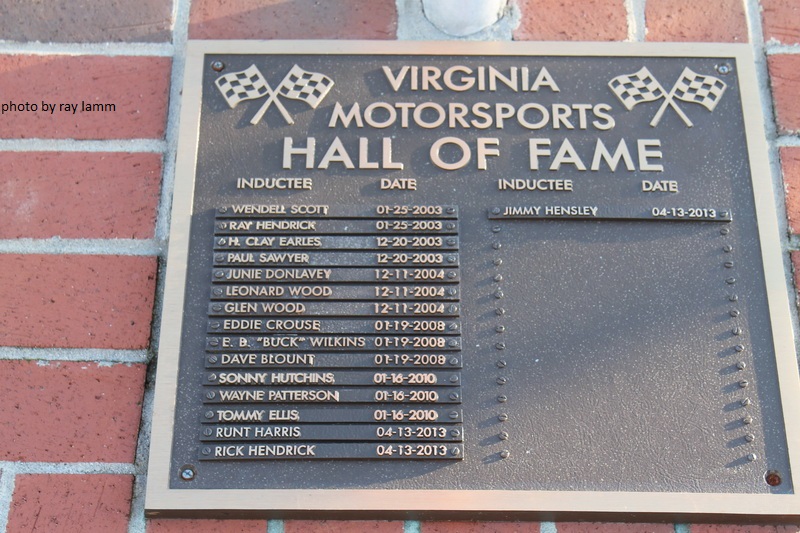 photo by ray lamm
VIRGINIA
MOTORSPORTS
HALL OF FAME
INDUCTEE DATE INDUCTEE DATE
WENDELL SCOTT 01-25-2003
RAY HENDRICK 01-25-2003
H. CLAY EARLES 12-20-2003
PAUL SAWYER 12-20-2003
JUNIE DONLAVEY 12-11-2004
LEONARD WOOD 12-11-2004
GLEN WOOD 12-11-2004
EDDIE CROUSE 01-19-2008
E. B. "BUCK" WILKINS 01-19-2008
DAVE BLOUNT 01-19-2008
SONNY HUTCHINS 01-16-2010
WAYNE PATTERSON 01-16-2010
TOMMY ELLIS 01-16-2010
RUNT HARRIS 04-13-2013
RICK HENDRICK 04-13-2013
JIMMY HENSLEY 04-13-2013